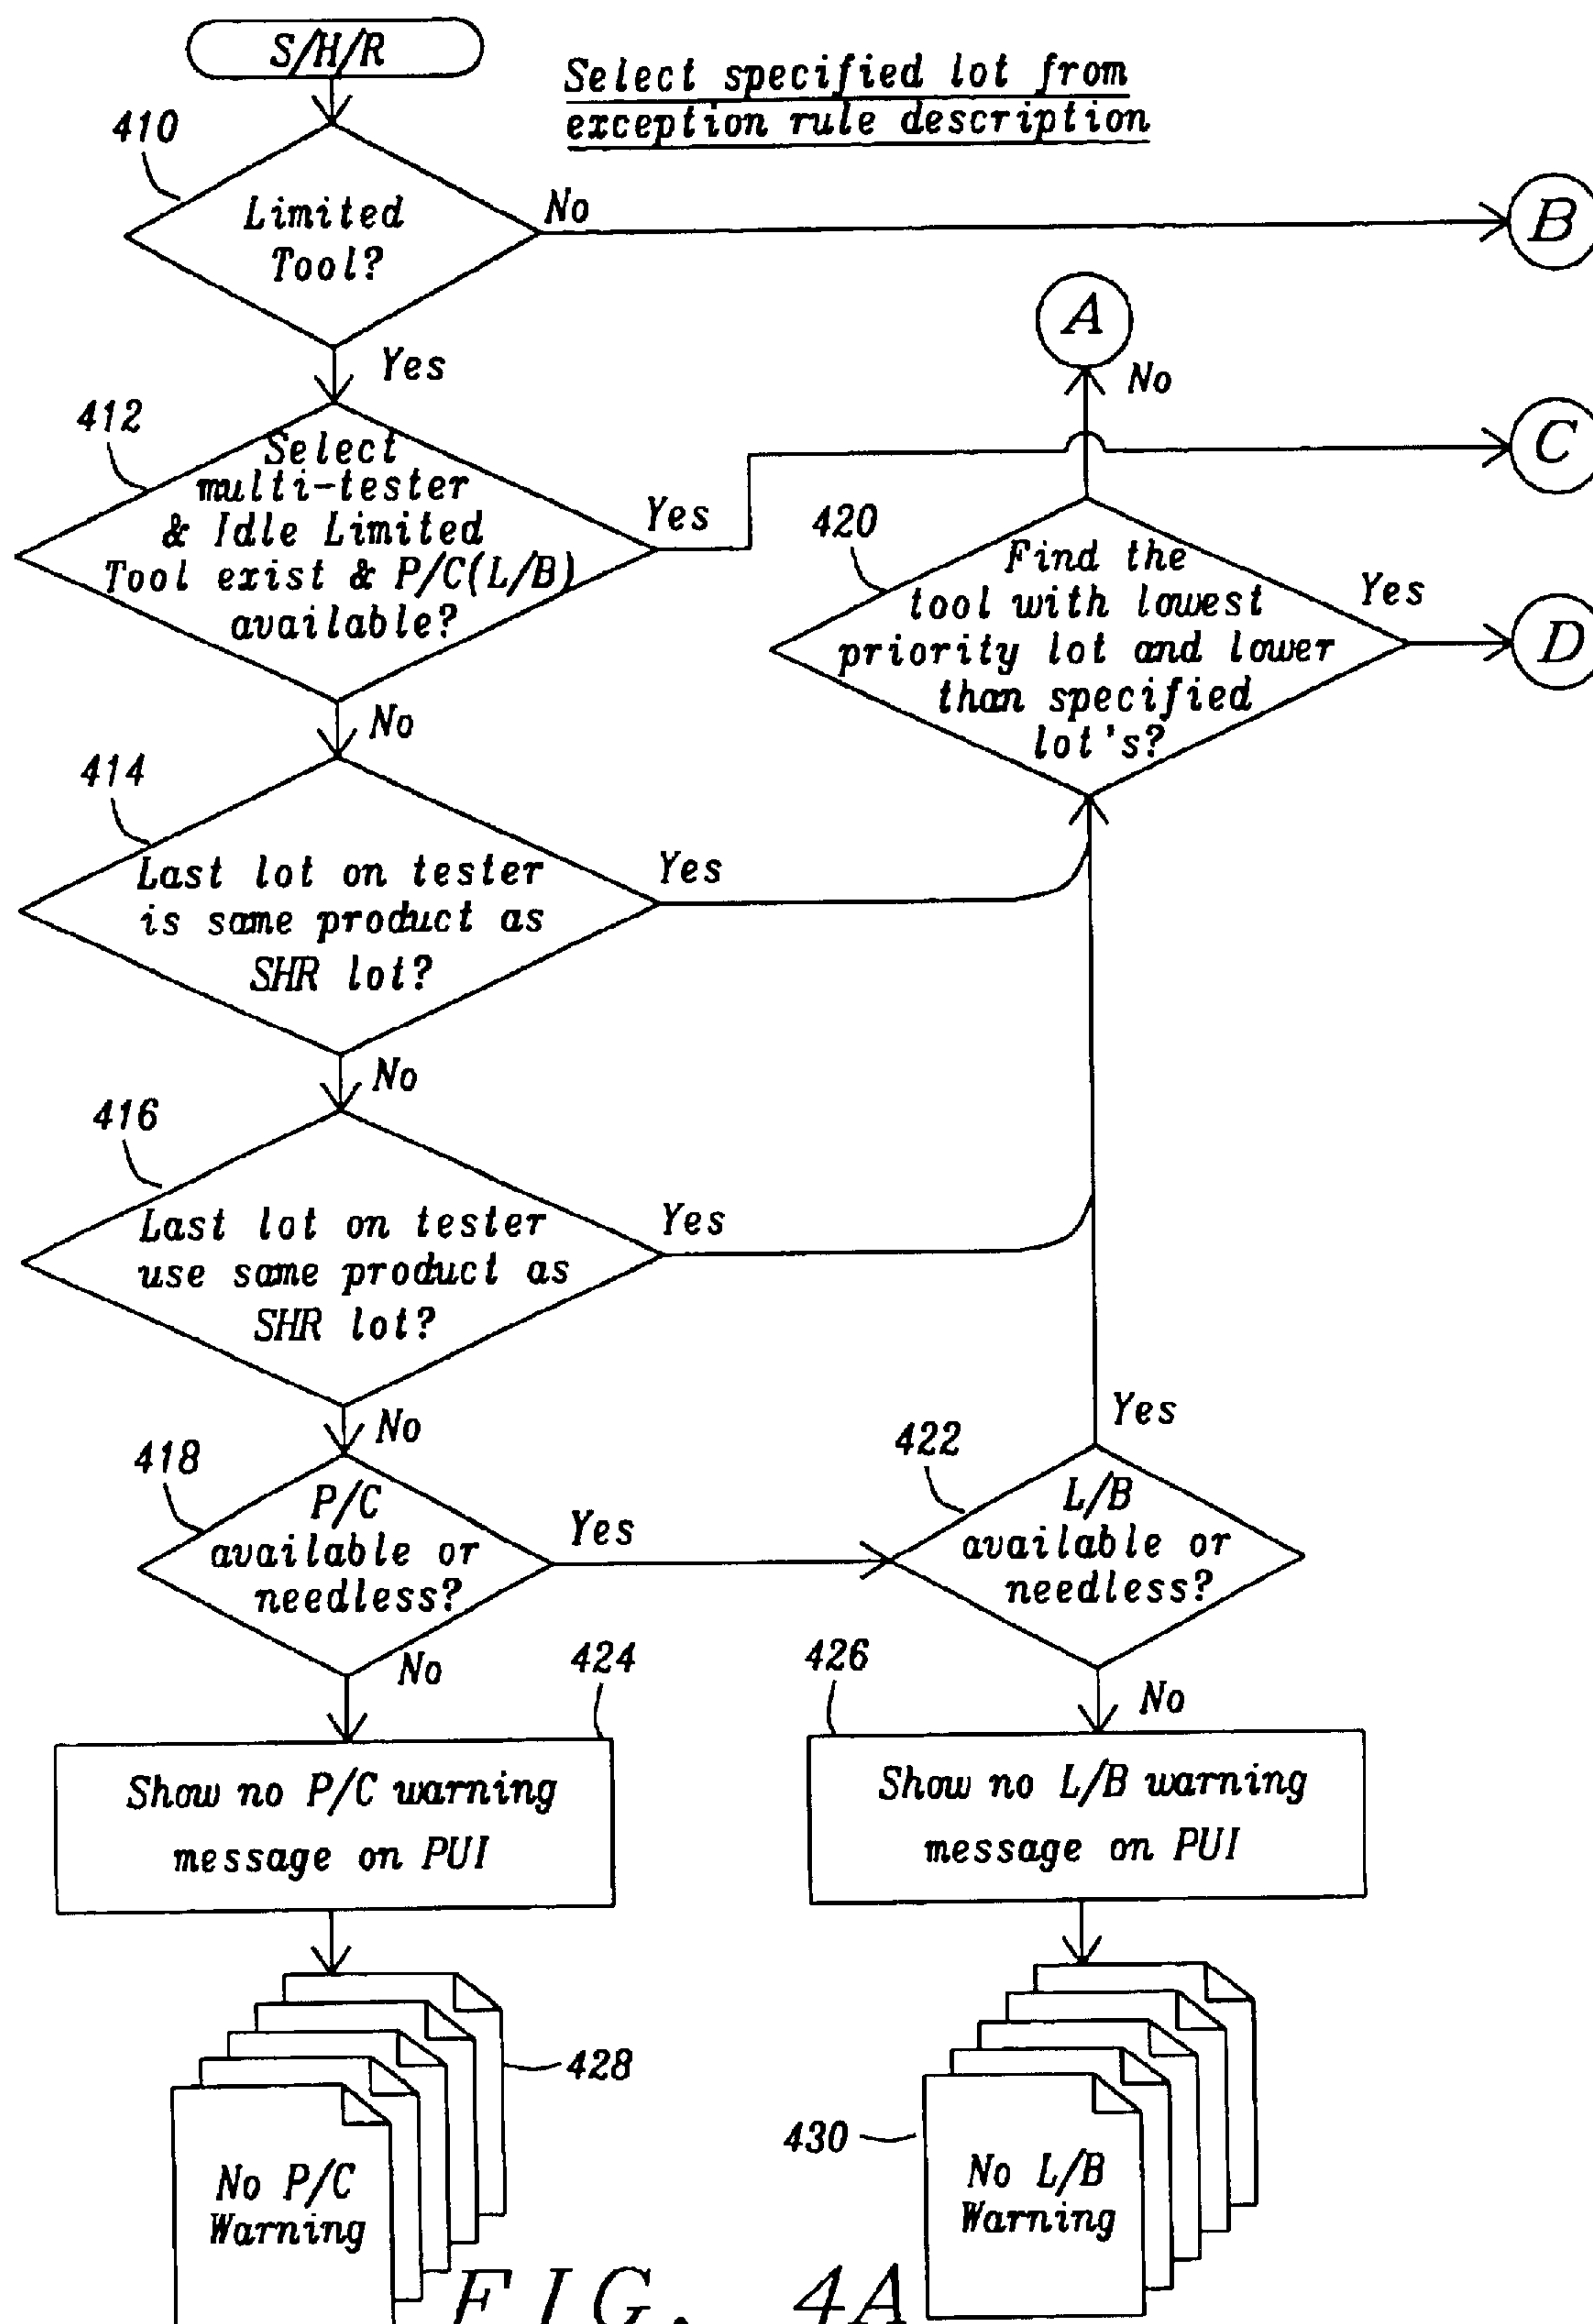 S/H/R
Select specified lot from
exception rule description
410
Limited
Tool?
No
B
A
No
Yes
412
Select
multi-tester
& Idle Limited
Tool exist & P/C(L/B)
available?
Yes
C
420
Find the
tool with lowest
priority lot and lower
than specified
lot's?
Yes
D
No
414
Last lot on tester
is same product as
SHR lot?
Yes
No
416
Last lot on tester
use same product as
SHR lot?
Yes
No
418
P/C
available or
needless?
Yes
422
L/B
available or
needless?
Yes
No
424
Show no P/C warning
message on PUI
426
No
Show no L/B warning
message on PUI
428
No P/C
Warning
430
No L/B
Warning
FIG. 4A